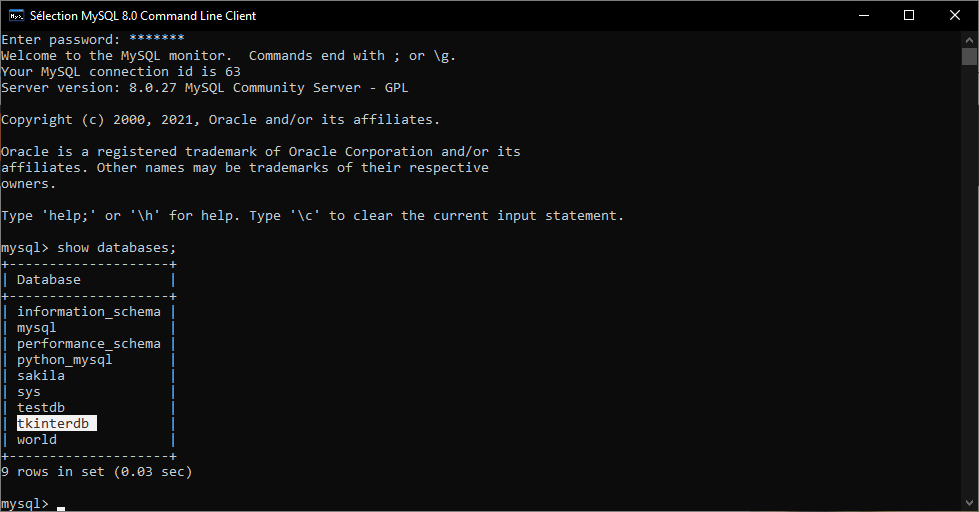 Sélection MySQL 8.0 Command Line Client
Enter password: *******
Welcome to the MySQL monitor.  Commands end with ; or \g.
Your MySQL connection id is 63
Server version: 8.0.27 MySQL Community Server - GPL

Copyright (c) 2000, 2021, Oracle and/or its affiliates.

Oracle is a registered trademark of Oracle Corporation and/or its
affiliates. Other names may be trademarks of their respective
owners.

Type 'help;' or '\h' for help. Type '\c' to clear the current input statement.

mysql> show databases;
+--------------------+
| Database           |
+--------------------+
| information_schema |
| mysql              |
| performance_schema |
| python_mysql       |
| sakila             |
| sys                |
| testdb             |
| tkinterdb          |
| world              |
+--------------------+
9 rows in set (0.03 sec)

mysql> _